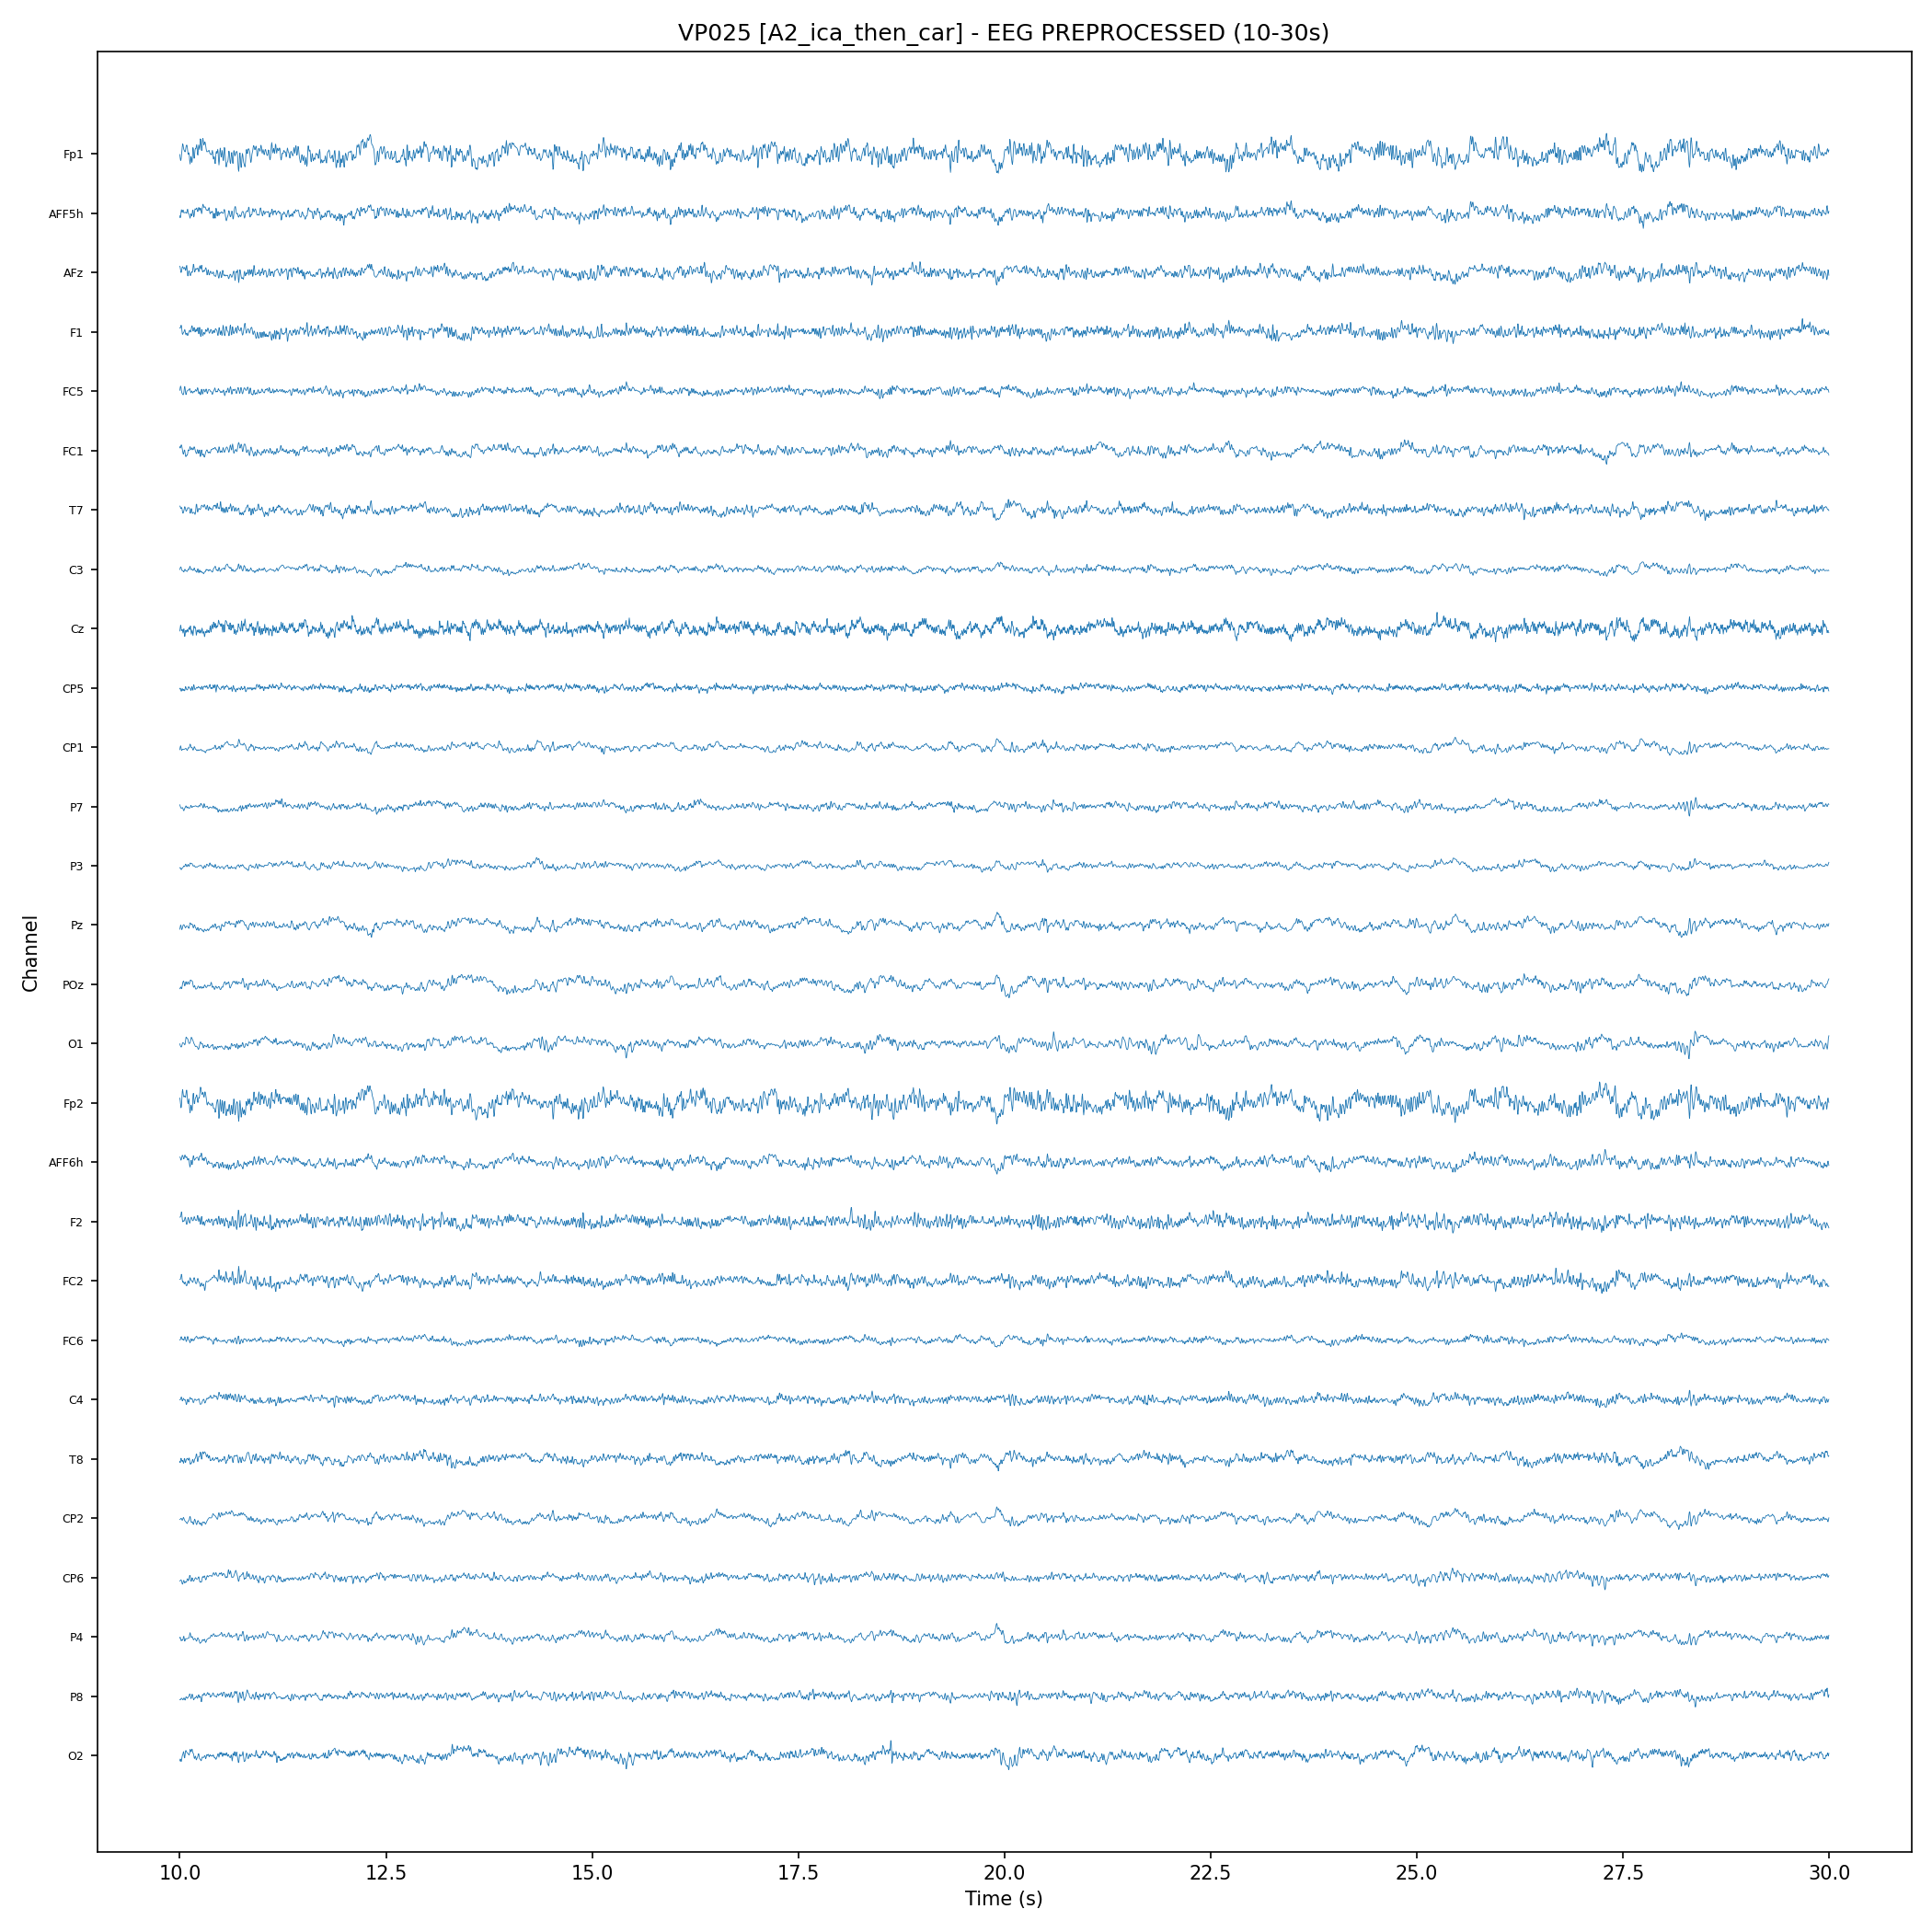 VP025 [A2_ica_then_car] - EEG PREPROCESSED (10-30s)
Fp1
AFF5h
AFz
F1
FC5
FC1
T7
C3
Cz
CP5
CP1
P7
P3
Pz
POz
O1
Fp2
AFF6h
F2
FC2
FC6
C4
T8
CP2
CP6
P4
P8
O2
Channel
10.0 12.5 15.0 17.5 20.0 22.5 25.0 27.5 30.0
Time (s)